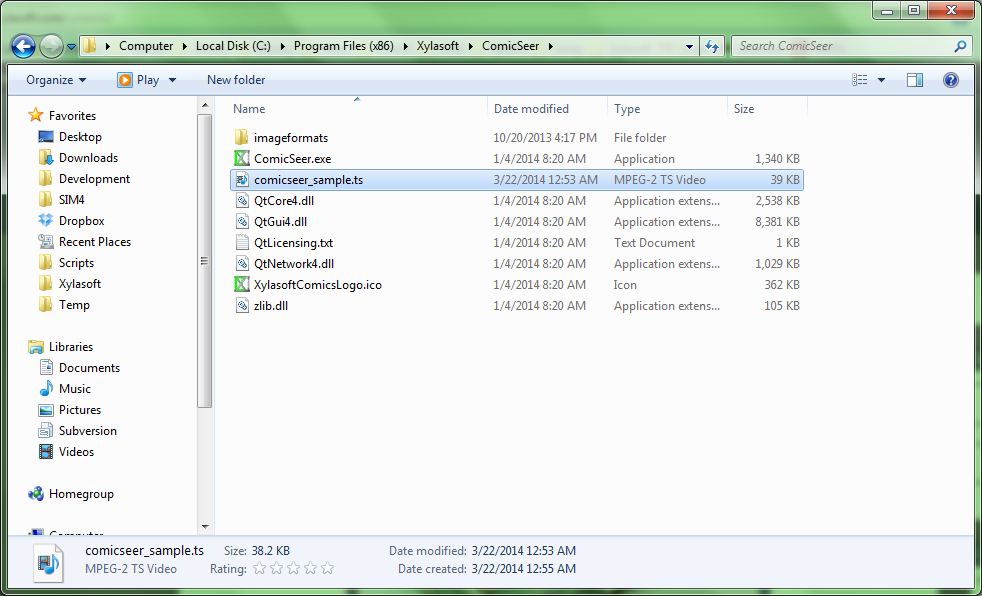 Computer Local Disk (C:) Program Files (x86) Xylasoft ComicSeer Search ComicSeer
Organize Play New folder
Favorites
Desktop
Downloads
Development
SIM4
Dropbox
Recent Places
Scripts
Xylasoft
Temp
Libraries
Documents
Music
Pictures
Subversion
Videos
Homegroup
Computer
Name Date modified Type Size
imageformats 10/20/2013 4:17 PM File folder
ComicSeer.exe 1/4/2014 8:20 AM Application 1,340 KB
comicseer_sample.ts 3/22/2014 12:53 AM MPEG-2 TS Video 39 KB
QtCore4.dll 1/4/2014 8:20 AM Application extens... 2,538 KB
QtGui4.dll 1/4/2014 8:20 AM Application extens... 8,381 KB
QtLicensing.txt 1/4/2014 8:20 AM Text Document 1 KB
QtNetwork4.dll 1/4/2014 8:20 AM Application extens... 1,029 KB
XylasoftComicsLogo.ico 1/4/2014 8:20 AM Icon 362 KB
zlib.dll 1/4/2014 8:20 AM Application extens... 105 KB
comicseer_sample.ts Size: 38.2 KB Date modified: 3/22/2014 12:53 AM
MPEG-2 TS Video Rating: Date created: 3/22/2014 12:55 AM